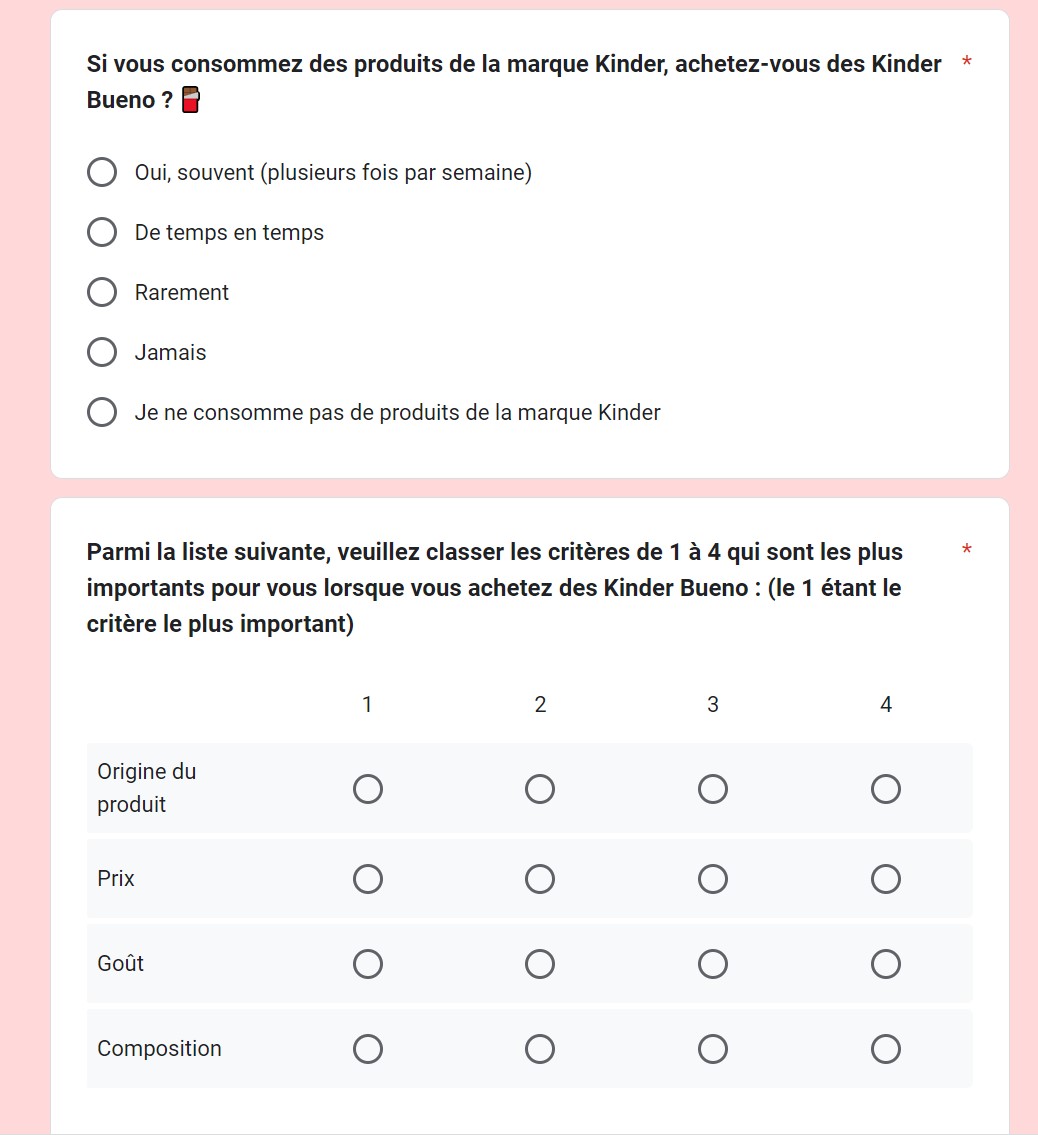 Si vous consommez des produits de la marque Kinder, achetez-vous des Kinder *
Bueno ? 🍫
Oui, souvent (plusieurs fois par semaine)
De temps en temps
Rarement
Jamais
Je ne consomme pas de produits de la marque Kinder
Parmi la liste suivante, veuillez classer les critères de 1 à 4 qui sont les plus *
importants pour vous lorsque vous achetez des Kinder Bueno : (le 1 étant le
critère le plus important)
1 2 3 4
Origine du
produit
Prix
Goût
Composition